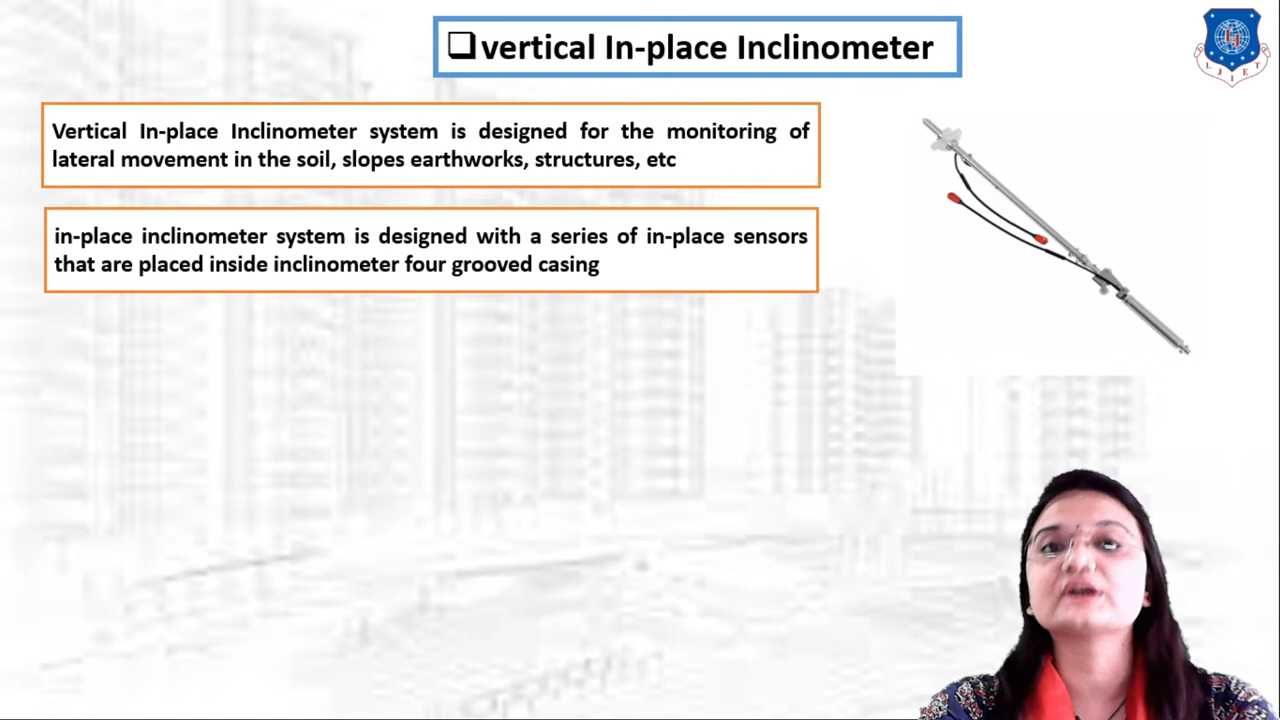 ❑vertical In-place Inclinometer
LJIET
Vertical In-place Inclinometer system is designed for the monitoring of
lateral movement in the soil, slopes earthworks, structures, etc
in-place inclinometer system is designed with a series of in-place sensors
that are placed inside inclinometer four grooved casing